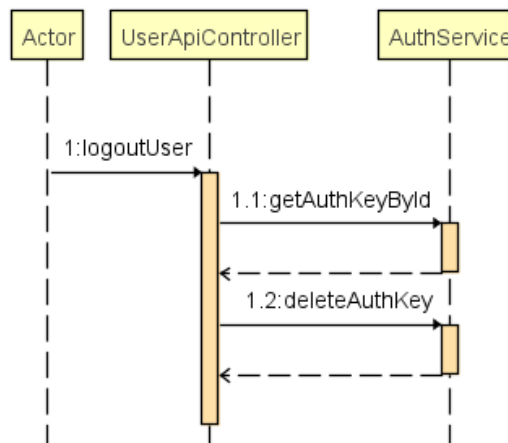 Actor
UserApiController
AuthService
1:logoutUser
1.1:getAuthKeyById
1.2:deleteAuthKey